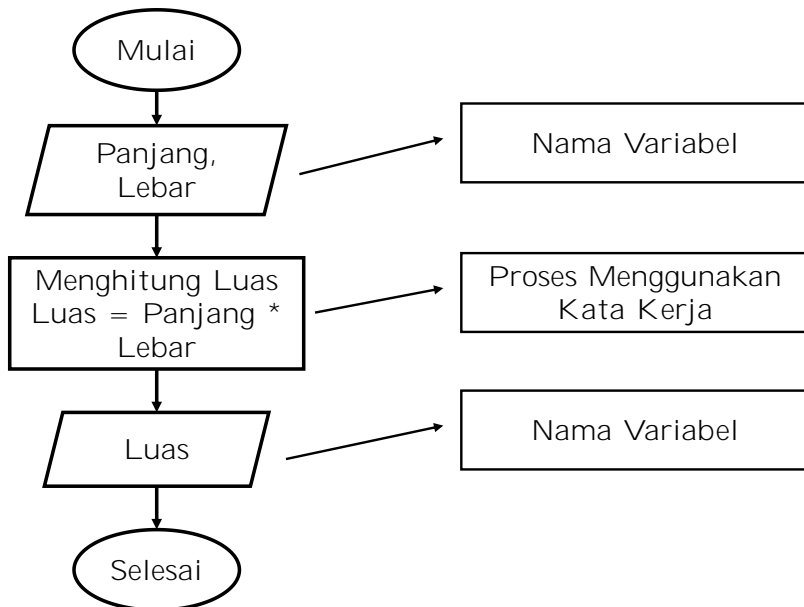 Mulai
Panjang,
Lebar
Nama Variabel
Menghitung Luas
Luas = Panjang *
Lebar
Proses Menggunakan
Kata Kerja
Luas
Nama Variabel
Selesai